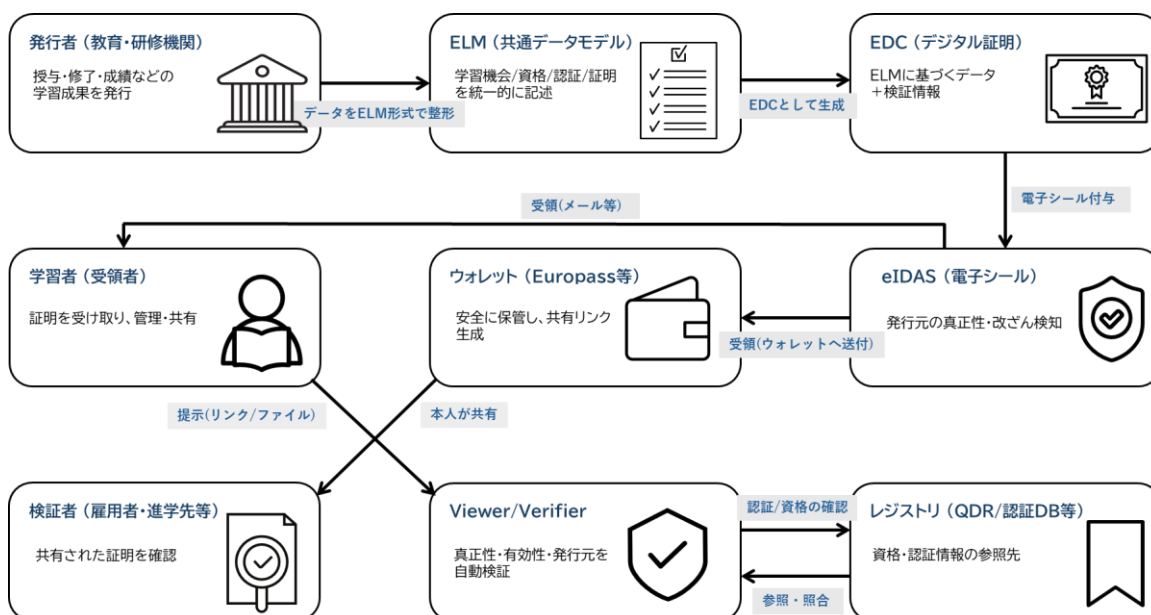 発行者（教育・研修機関）
授与・修了・成績などの
学習成果を発行
データをELM形式で整形
ELM（共通データモデル）
学習機会/資格/認証/証明
を統一的に記述
EDCとして生成
EDC（デジタル証明）
ELMに基づくデータ
＋検証情報
電子シール付与
受領(メール等)
学習者（受領者）
証明を受け取り、管理・共有
ウォレット（Europass等）
安全に保管し、共有リンク
生成
受領(ウォレットへ送付)
eIDAS（電子シール）
発行元の真正性・改ざん検知
提示(リンク/ファイル)
本人が共有
検証者（雇用者・進学先等）
共有された証明を確認
Viewer/Verifier
真正性・有効性・発行元を
自動検証
認証/資格の確認
参照・照合
レジストリ（QDR/認証DB等）
資格・認証情報の参照先